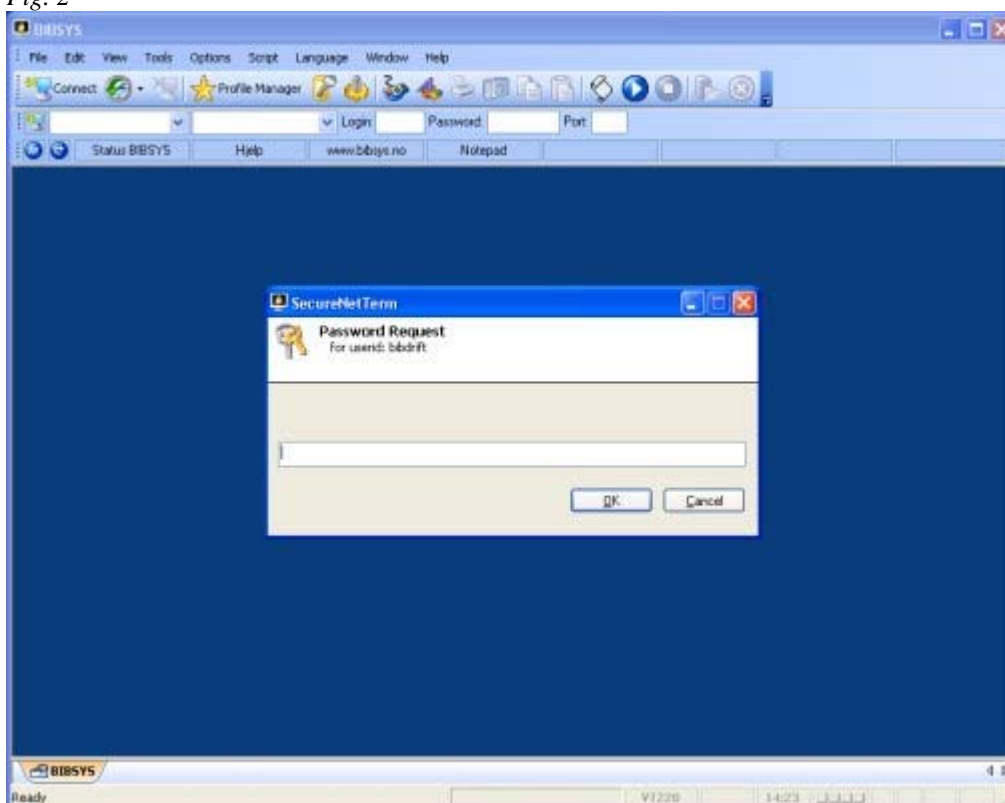 Fig. 2
BIBSYS
File Edit View Tools Options Script Language Window Help
Connect Profile Manager
Login Password Port
Status BIBSYS Hjelp www.bibsys.no Notepad
SecureNetTerm
Password Request
For userid: bibdrift
OK Cancel
BIBSYS
Ready VT220 14:23